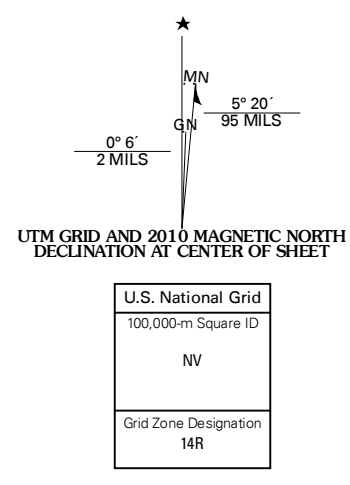 MN
GN
5° 20´
95 MILS
0° 6´
2 MILS
UTM GRID AND 2010 MAGNETIC NORTH
DECLINATION AT CENTER OF SHEET
U.S. National Grid
100,000-m Square ID
NV
Grid Zone Designation
14R